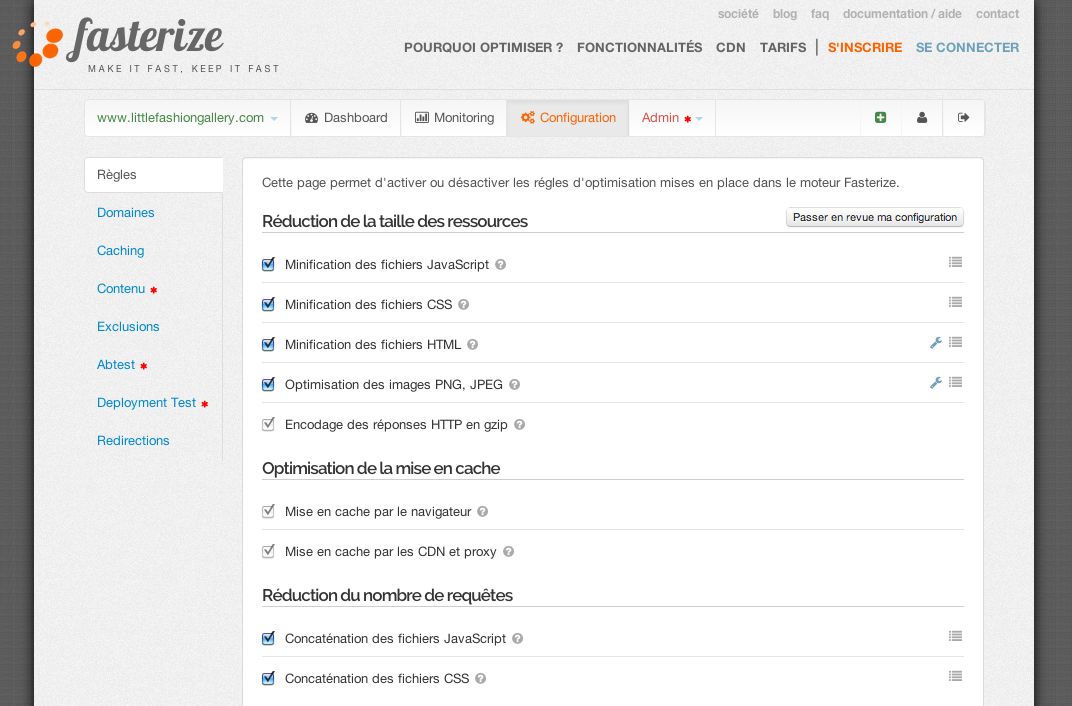 société blog faq documentation / aide contact
fasterize
MAKE IT FAST, KEEP IT FAST
POURQUOI OPTIMISER ? FONCTIONNALITÉS CDN TARIFS | S'INSCRIRE SE CONNECTER
www.littlefashiongallery.com Dashboard Monitoring Configuration Admin *
Règles
Domaines
Caching
Contenu *
Exclusions
Abtest *
Deployment Test *
Redirections
Cette page permet d'activer ou désactiver les régles d'optimisation mises en place dans le moteur Fasterize.
Réduction de la taille des ressources
Passer en revue ma configuration
Minification des fichiers JavaScript ?
Minification des fichiers CSS ?
Minification des fichiers HTML ?
Optimisation des images PNG, JPEG ?
Encodage des réponses HTTP en gzip ?
Optimisation de la mise en cache
Mise en cache par le navigateur ?
Mise en cache par les CDN et proxy ?
Réduction du nombre de requêtes
Concaténation des fichiers JavaScript ?
Concaténation des fichiers CSS ?